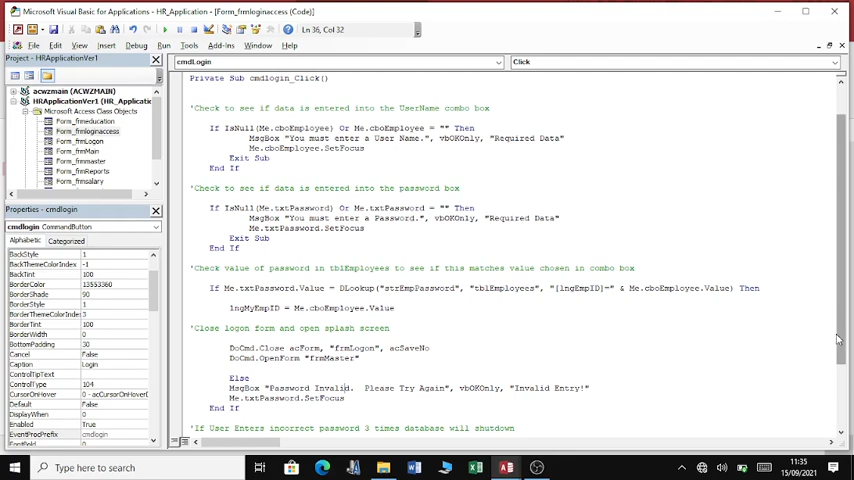 Microsoft Visual Basic for Applications - HR_Application - [Form_frmloginaccess (Code)]
Ln 36, Col 32
File Edit View Insert Debug Run Tools Add-Ins Window Help
Project - HRApplicationVer1
cmdLogin
Click
acwzmain (ACWZMAIN)
HRApplicationVer1 (HR_Applic
Microsoft Access Class Objects
Form_frmeducation
Form_frmloginaccess
Form_frmLogon
Form_frmMain
Form_frmmaster
Form_frmReports
Form_frmsalary
Properties - cmdlogin
cmdlogin CommandButton
Alphabetic Categorized
BackStyle 1
BackThemeColorIndex -1
BackTint 100
BorderColor 13553360
BorderShade 90
BorderStyle 1
BorderThemeColorIndex 3
BorderTint 100
BorderWidth 0
BottomPadding 30
Cancel False
Caption Login
ControlTipText
ControlType 104
CursorOnHover 0 - acCursorOnHoverD
Default False
DisplayWhen 0
Enabled True
EventProcPrefix cmdlogin
Private Sub cmdlogin_Click()
'Check to see if data is entered into the UserName combo box
If IsNull(Me.cboEmployee) Or Me.cboEmployee = "" Then
MsgBox "You must enter a User Name.", vbOKOnly, "Required Data"
Me.cboEmployee.SetFocus
Exit Sub
End If
'Check to see if data is entered into the password box
If IsNull(Me.txtPassword) Or Me.txtPassword = "" Then
MsgBox "You must enter a Password.", vbOKOnly, "Required Data"
Me.txtPassword.SetFocus
Exit Sub
End If
'Check value of password in tblEmployees to see if this matches value chosen in combo box
If Me.txtPassword.Value = DLookup("strEmpPassword", "tblEmployees", "[lngEmpID]=" & Me.cboEmployee.Value) Then
lngMyEmpID = Me.cboEmployee.Value
'Close logon form and open splash screen
DoCmd.Close acForm, "frmLogon", acSaveNo
DoCmd.OpenForm "frmMaster"
Else
MsgBox "Password Invalid.  Please Try Again", vbOKOnly, "Invalid Entry!"
Me.txtPassword.SetFocus
End If
'If User Enters incorrect password 3 times database will shutdown
Type here to search
11:35
15/09/2021